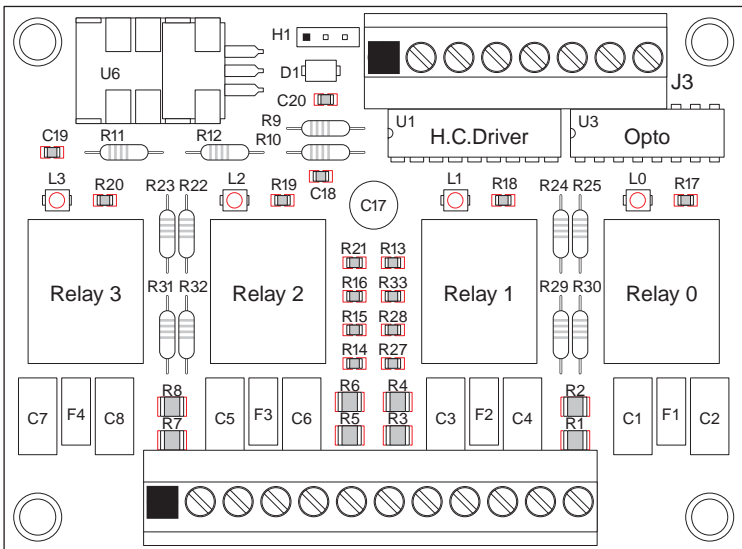 H1
U6
D1
J3
C20
R9
U1
H.C.Driver
U3
Opto
C19
R11
R12
R10
C18
L3
R20
R23
R22
L2
R19
C17
L1
R18
R24
R25
L0
R17
Relay 3
Relay 2
R21
R13
Relay 1
Relay 0
R16
R33
R31
R32
R29
R30
R15
R28
R14
R27
C7
F4
C8
R8
R7
C5
F3
C6
R6
R4
R5
R3
C3
F2
C4
R2
R1
C1
F1
C2